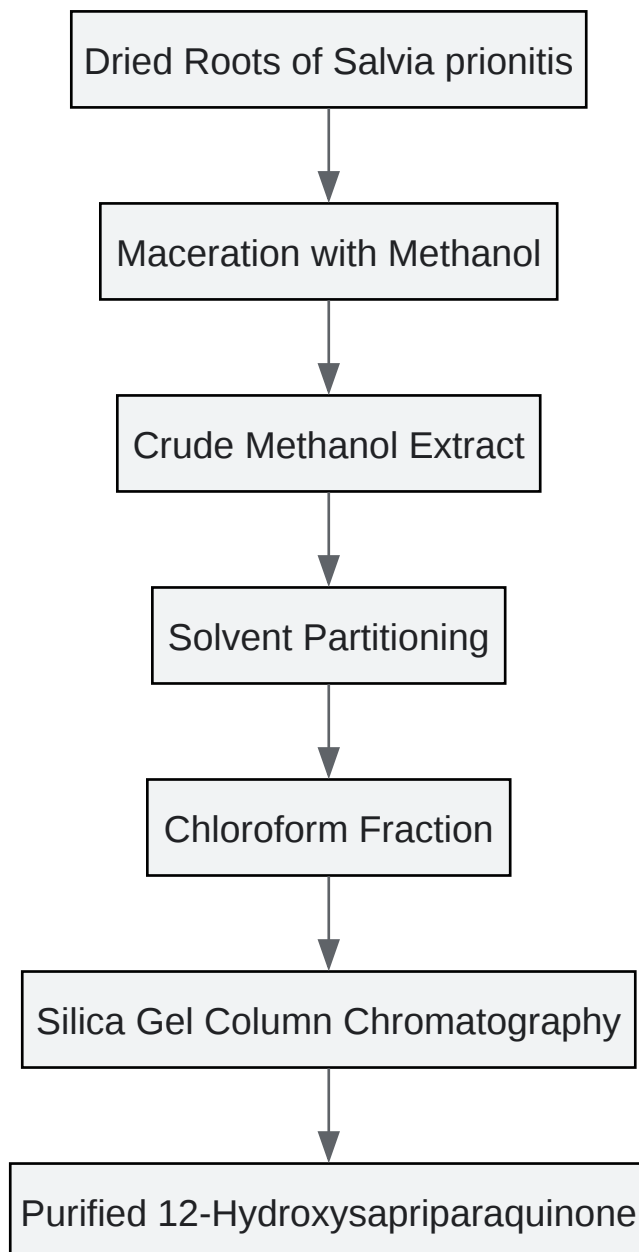 Dried Roots of Salvia prionitis
Maceration with Methanol
Crude Methanol Extract
Solvent Partitioning
Chloroform Fraction
Silica Gel Column Chromatography
Purified 12-Hydroxysapriparaquinone